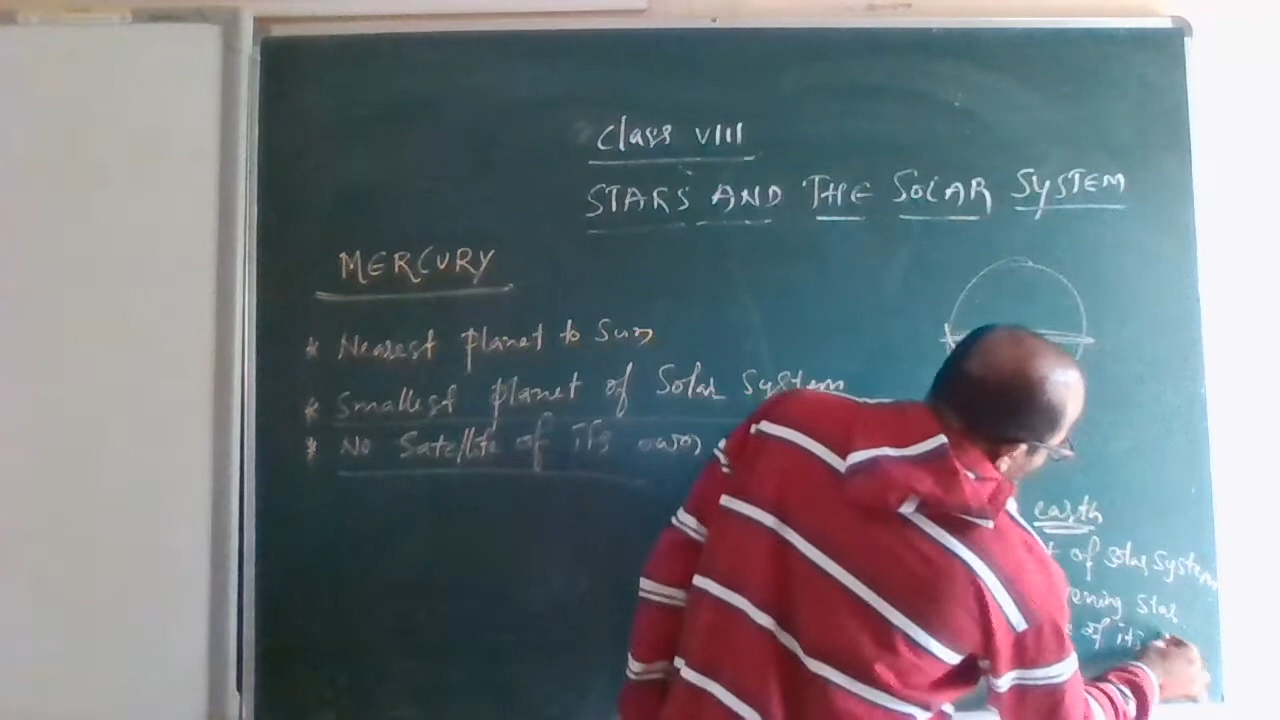 Class VIII
STARS AND THE SOLAR SYSTEM
MERCURY
* Nearest planet to Sun
* Smallest planet of Solar System
* No Satellite of its own
earth
of solar system
Star
of its